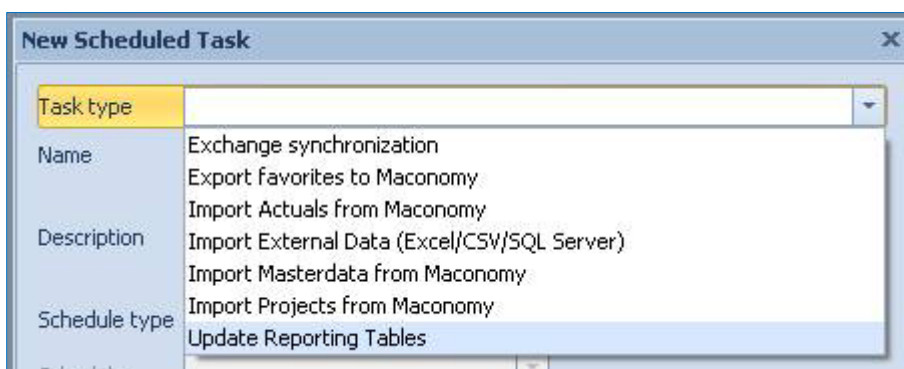 New Scheduled Task
Task type
Exchange synchronization
Name
Export favorites to Maconomy
Import Actuals from Maconomy
Description
Import External Data (Excel/CSV/SQL Server)
Import Masterdata from Maconomy
Import Projects from Maconomy
Schedule type
Update Reporting Tables